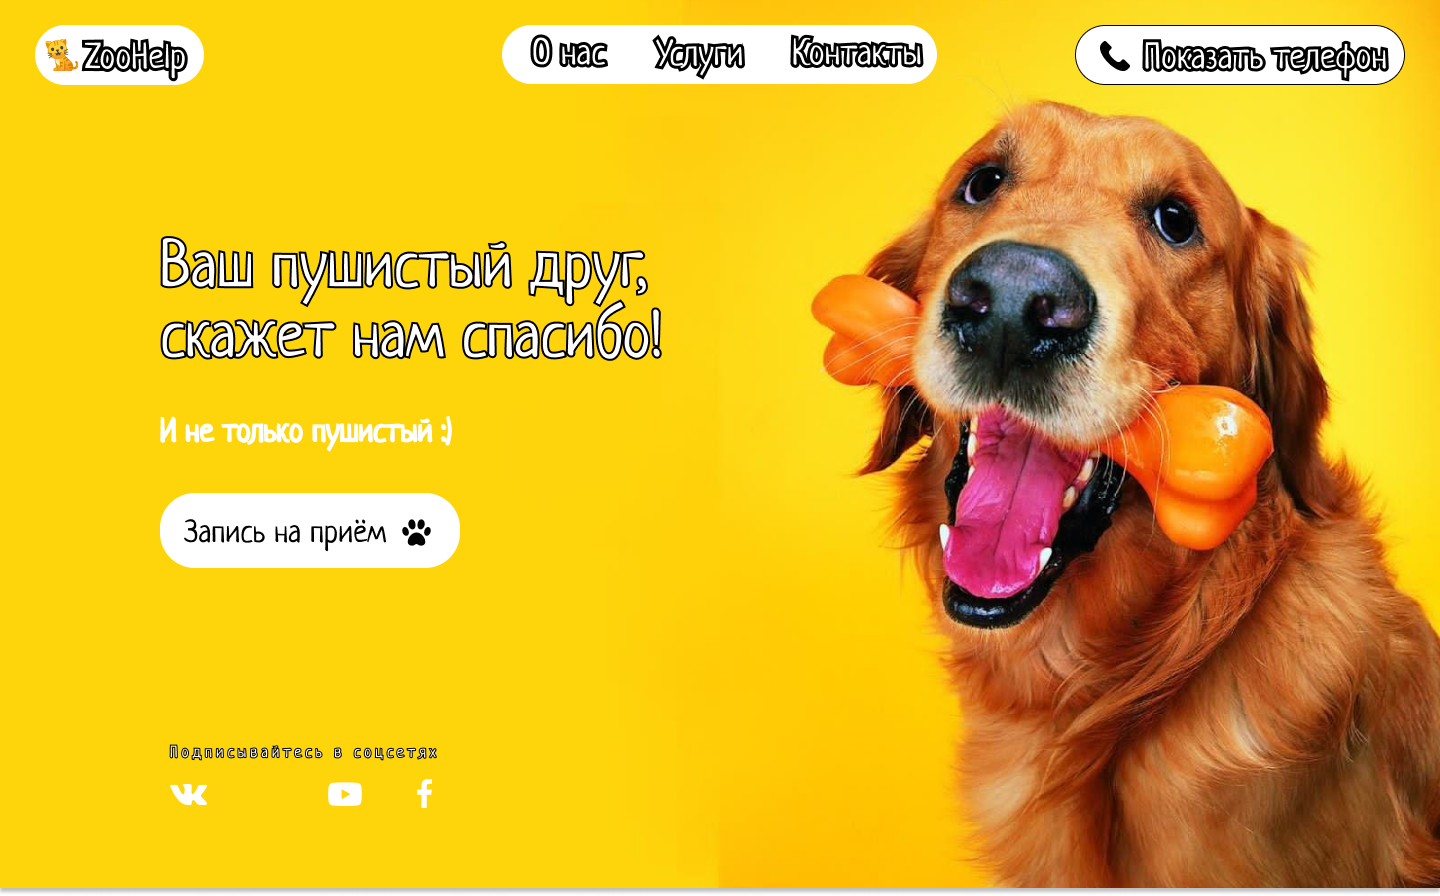 ZooHelp
О нас
Услуги
Контакты
Показать телефон
Ваш пушистый друг,
скажет нам спасибо!
И не только пушистый :)
Запись на приём
Подписывайтесь в соцсетях